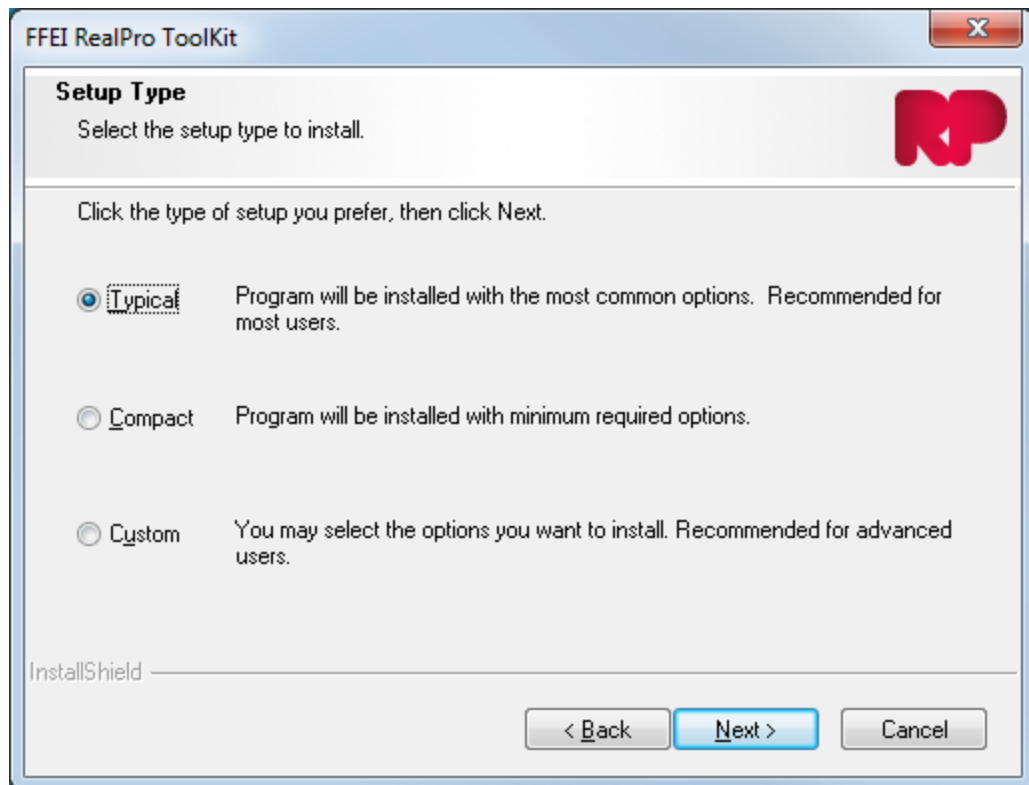 FFEI RealPro ToolKit
Setup Type
Select the setup type to install.
RP
Click the type of setup you prefer, then click Next.
Typical
Program will be installed with the most common options.  Recommended for
most users.
Compact
Program will be installed with minimum required options.
Custom
You may select the options you want to install. Recommended for advanced
users.
InstallShield
< Back
Next >
Cancel